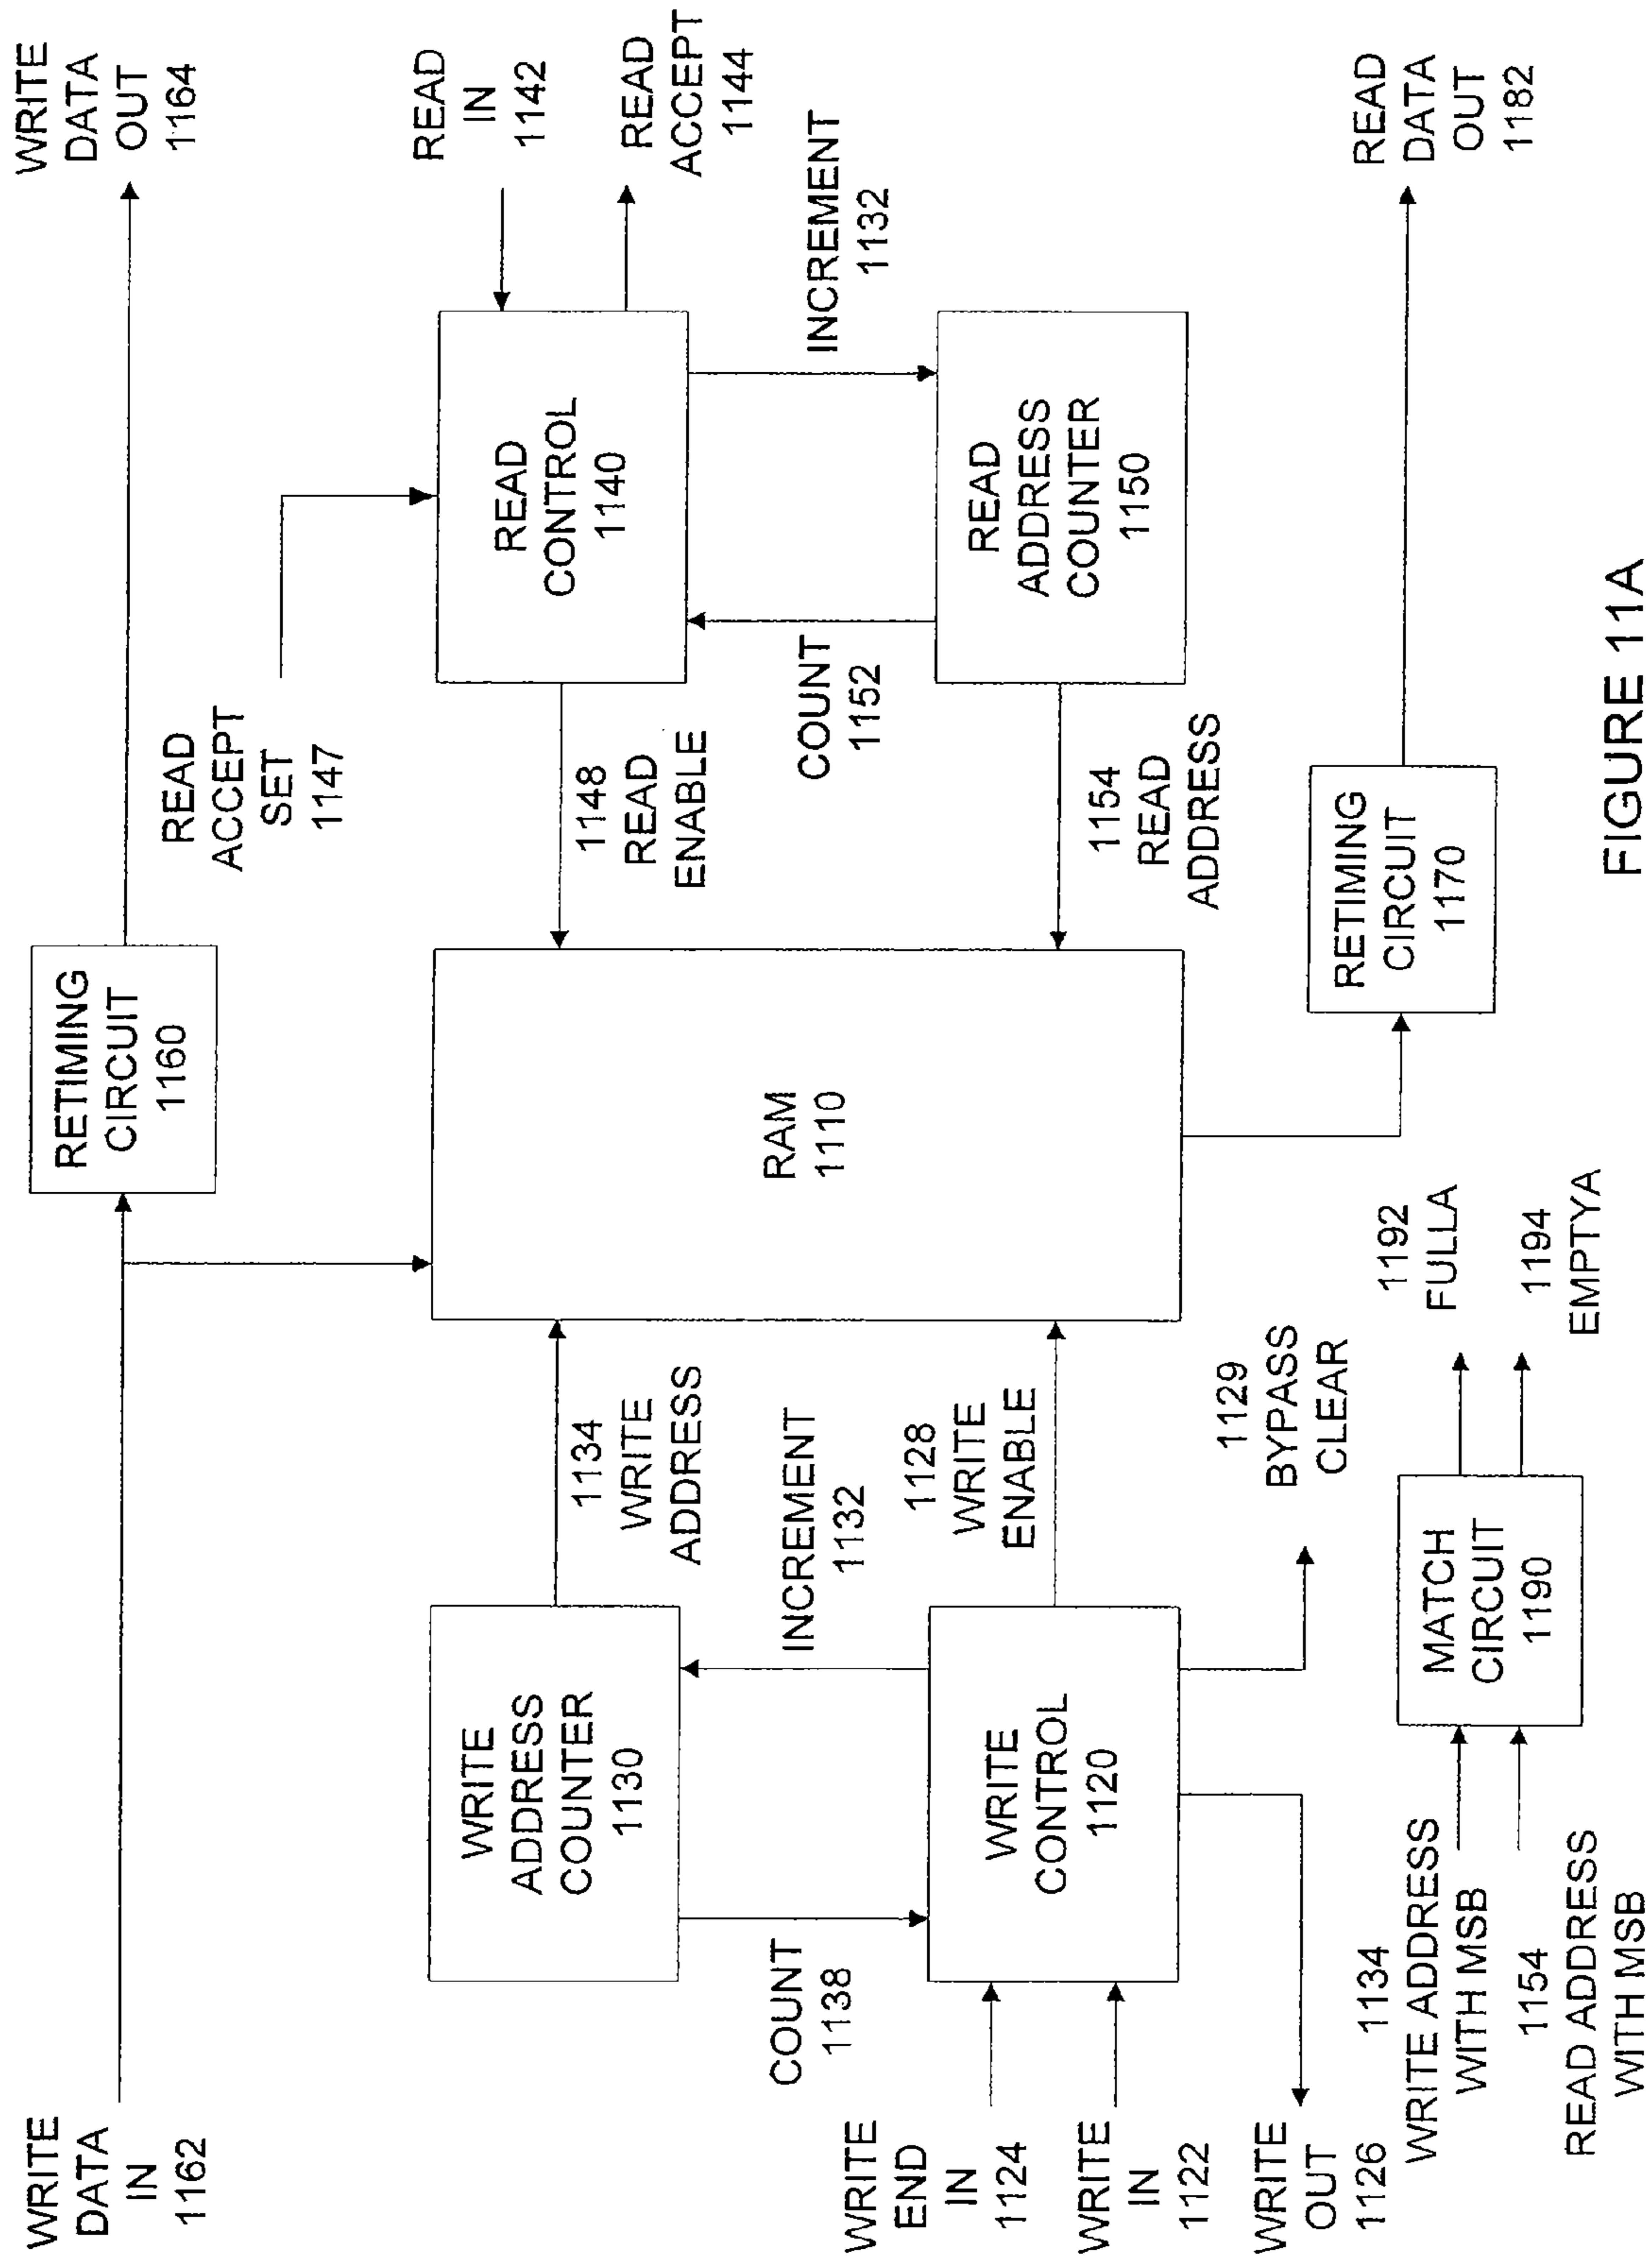 WRITE
DATA
IN
1162
RETIMING
CIRCUIT
1160
WRITE
DATA
OUT
1164
READ
ACCEPT
SET
1147
WRITE
ADDRESS
COUNTER
1130
1134
WRITE
ADDRESS
RAM
1110
1148
READ
ENABLE
READ
CONTROL
1140
READ
IN
1142
READ
ACCEPT
1144
COUNT
1138
INCREMENT
1132
COUNT
1152
INCREMENT
1132
WRITE
END
IN
1124
WRITE
IN
1122
WRITE
OUT
1126
WRITE
CONTROL
1120
1128
WRITE
ENABLE
1129
BYPASS
CLEAR
1154
READ
ADDRESS
READ
ADDRESS
COUNTER
1150
1134
WRITE ADDRESS
WITH MSB
1154
READ ADDRESS
WITH MSB
MATCH
CIRCUIT
1190
1192
FULLA
1194
EMPTYA
RETIMING
CIRCUIT
1170
READ
DATA
OUT
1182
FIGURE 11A